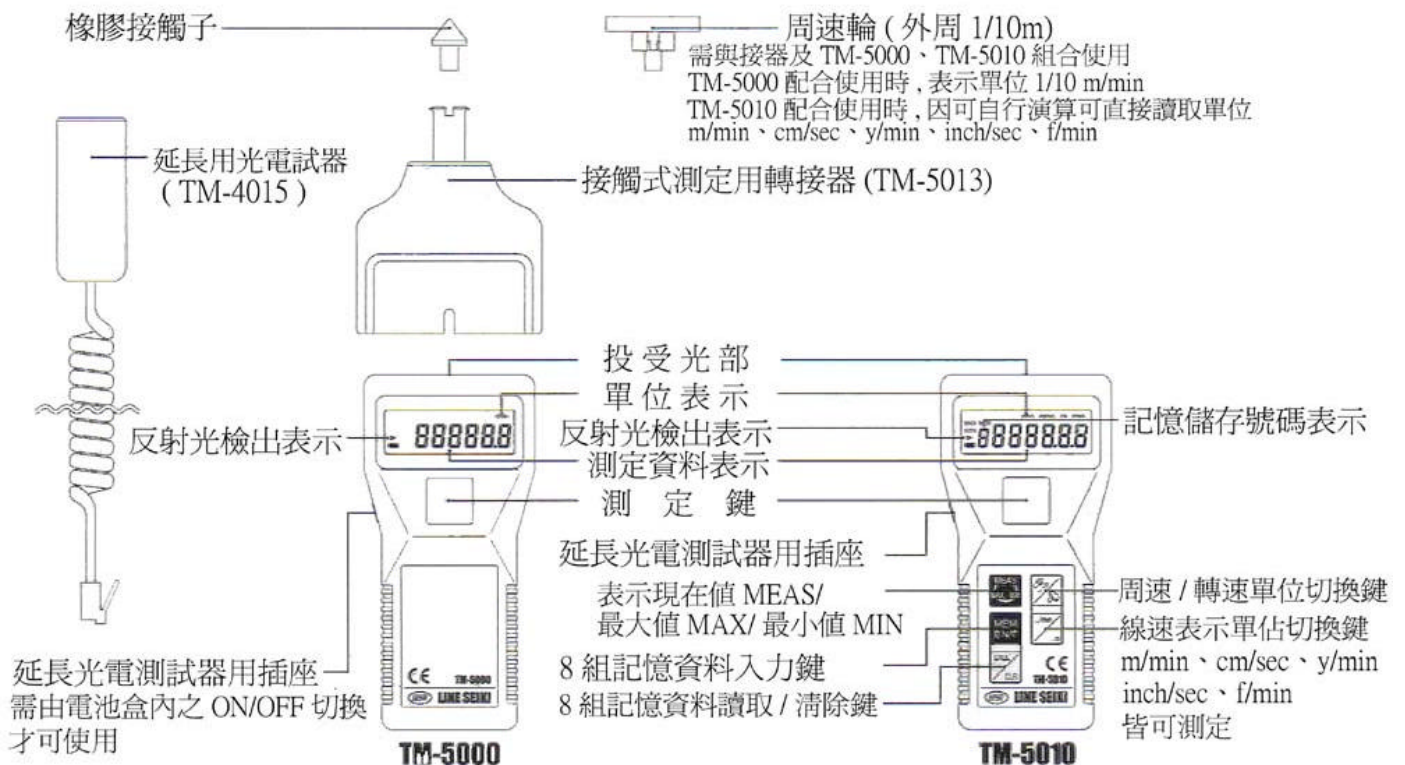 橡膠接觸子
周速輪 ( 外周 1/10m)
需與接器及 TM-5000、TM-5010 組合使用
TM-5000 配合使用時 , 表示單位 1/10 m/min
TM-5010 配合使用時 , 因可自行演算可直接讀取單位
m/min、cm/sec、y/min、inch/sec、f/min
延長用光電試器
( TM-4015 )
接觸式測定用轉接器 (TM-5013)
投受光部
單位表示
反射光檢出表示
反射光檢出表示
測定資料表示
測 定 鍵
記憶儲存號碼表示
888888
8888888
延長光電測試器用插座
表示現在值 MEAS/
最大值 MAX/ 最小值 MIN
8 組記憶資料入力鍵
8 組記憶資料讀取 / 清除鍵
周速 / 轉速單位切換鍵
線速表示單佔切換鍵
m/min、cm/sec、y/min
inch/sec、f/min
皆可測定
延長光電測試器用插座
需由電池盒內之 ON/OFF 切換
才可使用
CE TM-5000
LINE SEIKI
TM-5000
CE TM-5010
LINE SEIKI
TM-5010